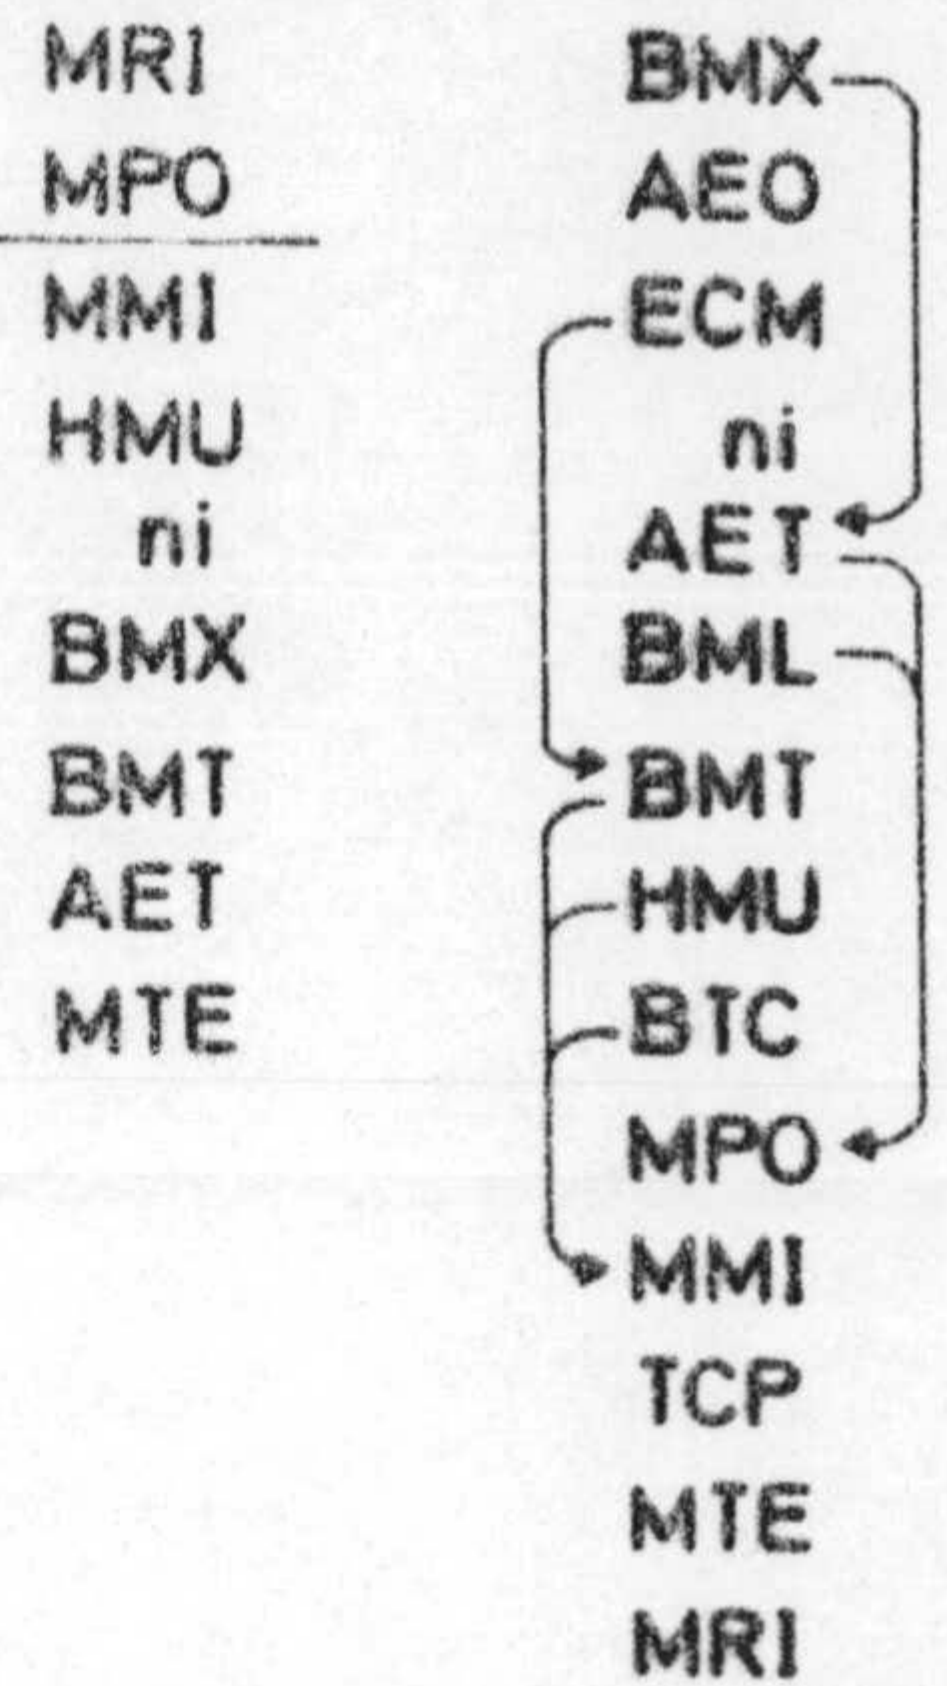 MRI
MPO
MMI
HMU
ni
BMX
BMT
AET
MTE
BMX
AEO
ECM
ni
AET
BML
BMT
HMU
BTC
MPO
MMI
TCP
MTE
MRI